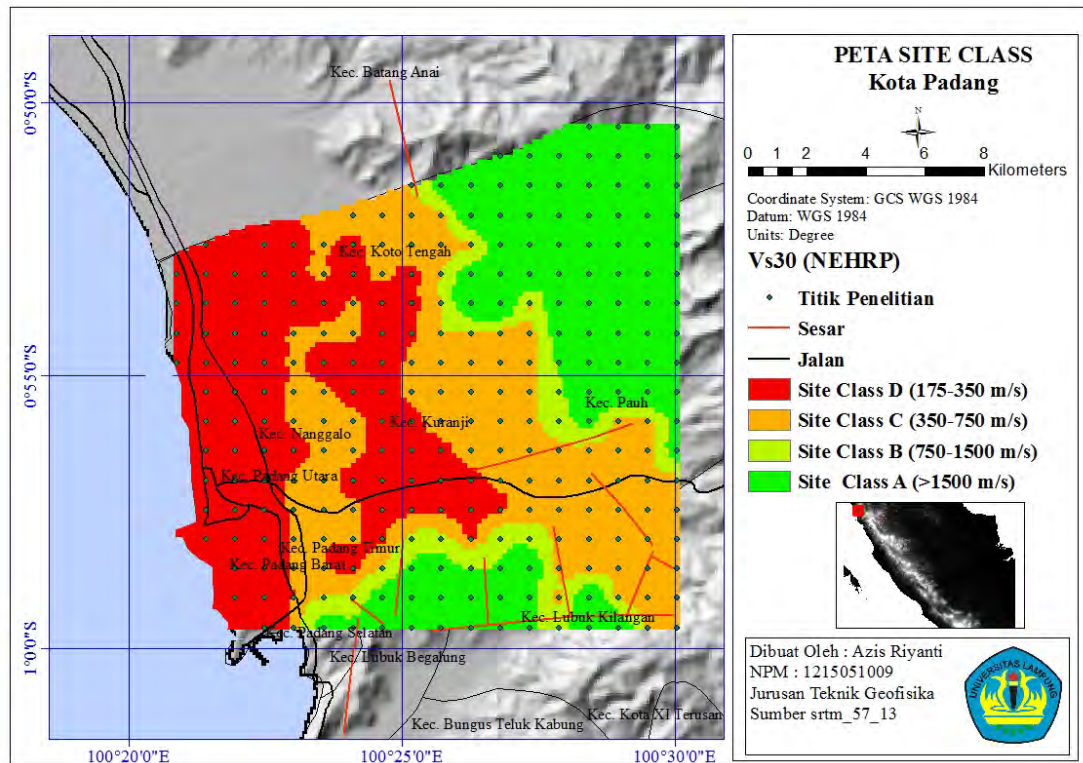 Kec. Batang Anai
0°50'0"S
Kec. Koto Tengah
0°55'0"S
Kec. Pauh
Kec. Kuranji
Kec. Nanggalo
Kec. Padang Utara
Kec. Padang Timur
Kec. Padang Barat
Kec. Lubuk Kilangan
Kec. Padang Selatan
1°0'0"S
Kec. Lubuk Begalung
Kec. Bungus Teluk Kabung
Kec. Kota XI Terusan
100°20'0"E
100°25'0"E
100°30'0"E
PETA SITE CLASS
Kota Padang
N
0 1 2 4 6 8
Kilometers
Coordinate System: GCS WGS 1984
Datum: WGS 1984
Units: Degree
Vs30 (NEHRP)
Titik Penelitian
Sesar
Jalan
Site Class D (175-350 m/s)
Site Class C (350-750 m/s)
Site Class B (750-1500 m/s)
Site Class A (>1500 m/s)
Dibuat Oleh : Azis Riyanti
NPM : 1215051009
Jurusan Teknik Geofisika
Sumber srtm_57_13
UNIVERSITAS LAMPUNG